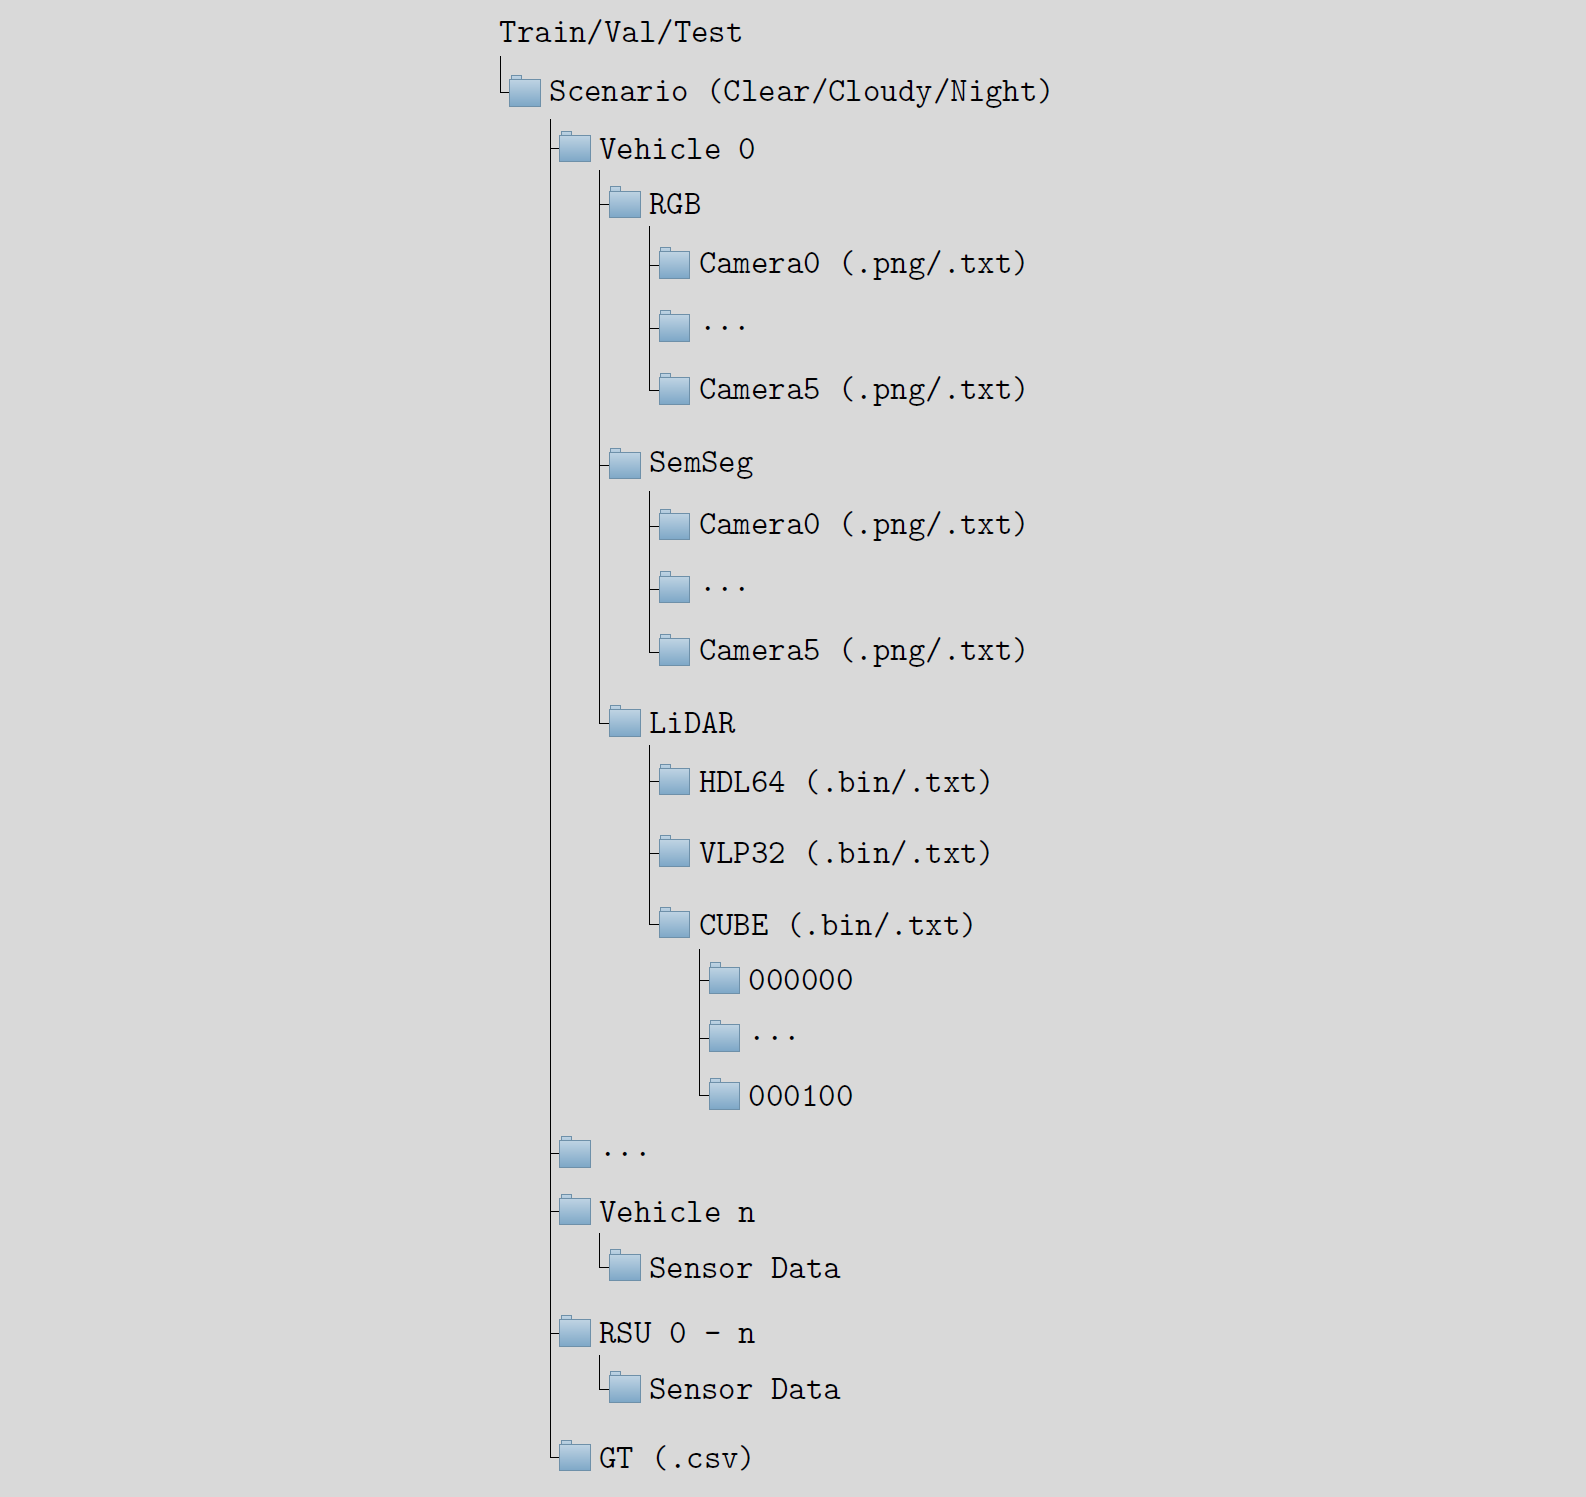 Train/Val/Test
Scenario (Clear/Cloudy/Night)
Vehicle 0
RGB
Camera0 (.png/.txt)
...
Camera5 (.png/.txt)
SemSeg
Camera0 (.png/.txt)
...
Camera5 (.png/.txt)
LiDAR
HDL64 (.bin/.txt)
VLP32 (.bin/.txt)
CUBE (.bin/.txt)
000000
...
000100
...
Vehicle n
Sensor Data
RSU 0 - n
Sensor Data
GT (.csv)